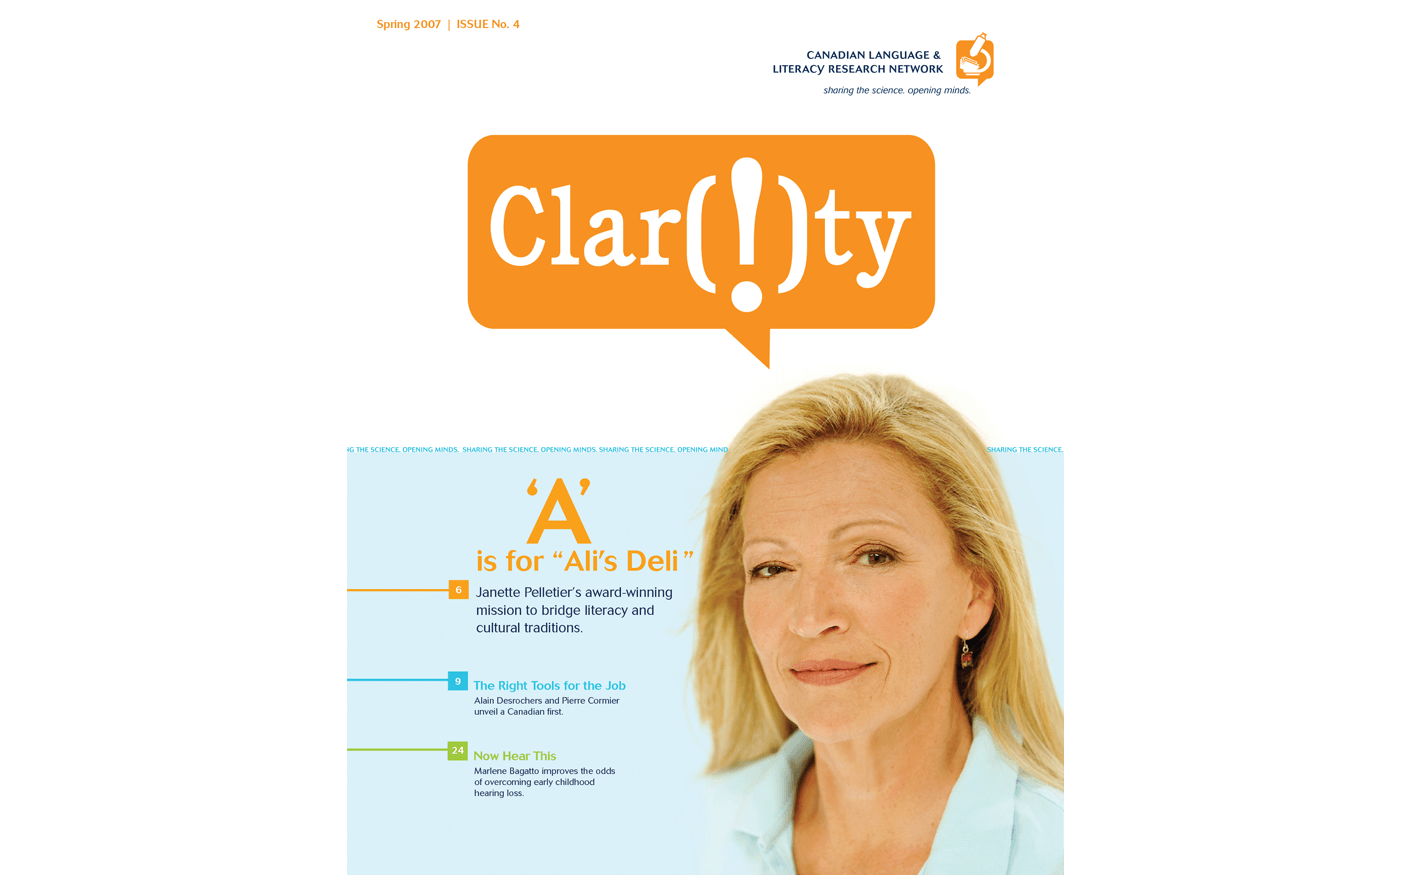 Spring 2007 | ISSUE No. 4
CANADIAN LANGUAGE &
LITERACY RESEARCH NETWORK
sharing the science. opening minds.
Clar(!)ty
NG THE SCIENCE. OPENING MINDS. SHARING THE SCIENCE. OPENING MINDS. SHARING THE SCIENCE. OPENING MIND
SHARING THE SCIENCE.
‘A’
is for “Ali’s Deli”
6
Janette Pelletier’s award-winning
mission to bridge literacy and
cultural traditions.
9
The Right Tools for the Job
Alain Desrochers and Pierre Cormier
unveil a Canadian first.
24
Now Hear This
Marlene Bagatto improves the odds
of overcoming early childhood
hearing loss.